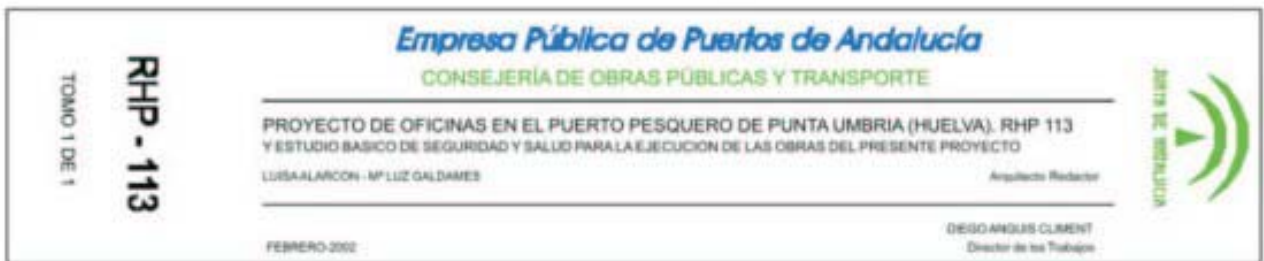 TOMO 1 DE 1
RHP - 113
Empresa Pública de Puertos de Andalucía
CONSEJERÍA DE OBRAS PÚBLICAS Y TRANSPORTE
PROYECTO DE OFICINAS EN EL PUERTO PESQUERO DE PUNTA UMBRIA (HUELVA). RHP 113
Y ESTUDIO BASICO DE SEGURIDAD Y SALUD PARA LA EJECUCION DE LAS OBRAS DEL PRESENTE PROYECTO
LUISA ALARCON - Mª LUZ GALDAMES Arquitecto Redactor
DIEGO ANGUIS CLIMENT
FEBRERO-2002 Director de los Trabajos
JUNTA DE ANDALUCIA